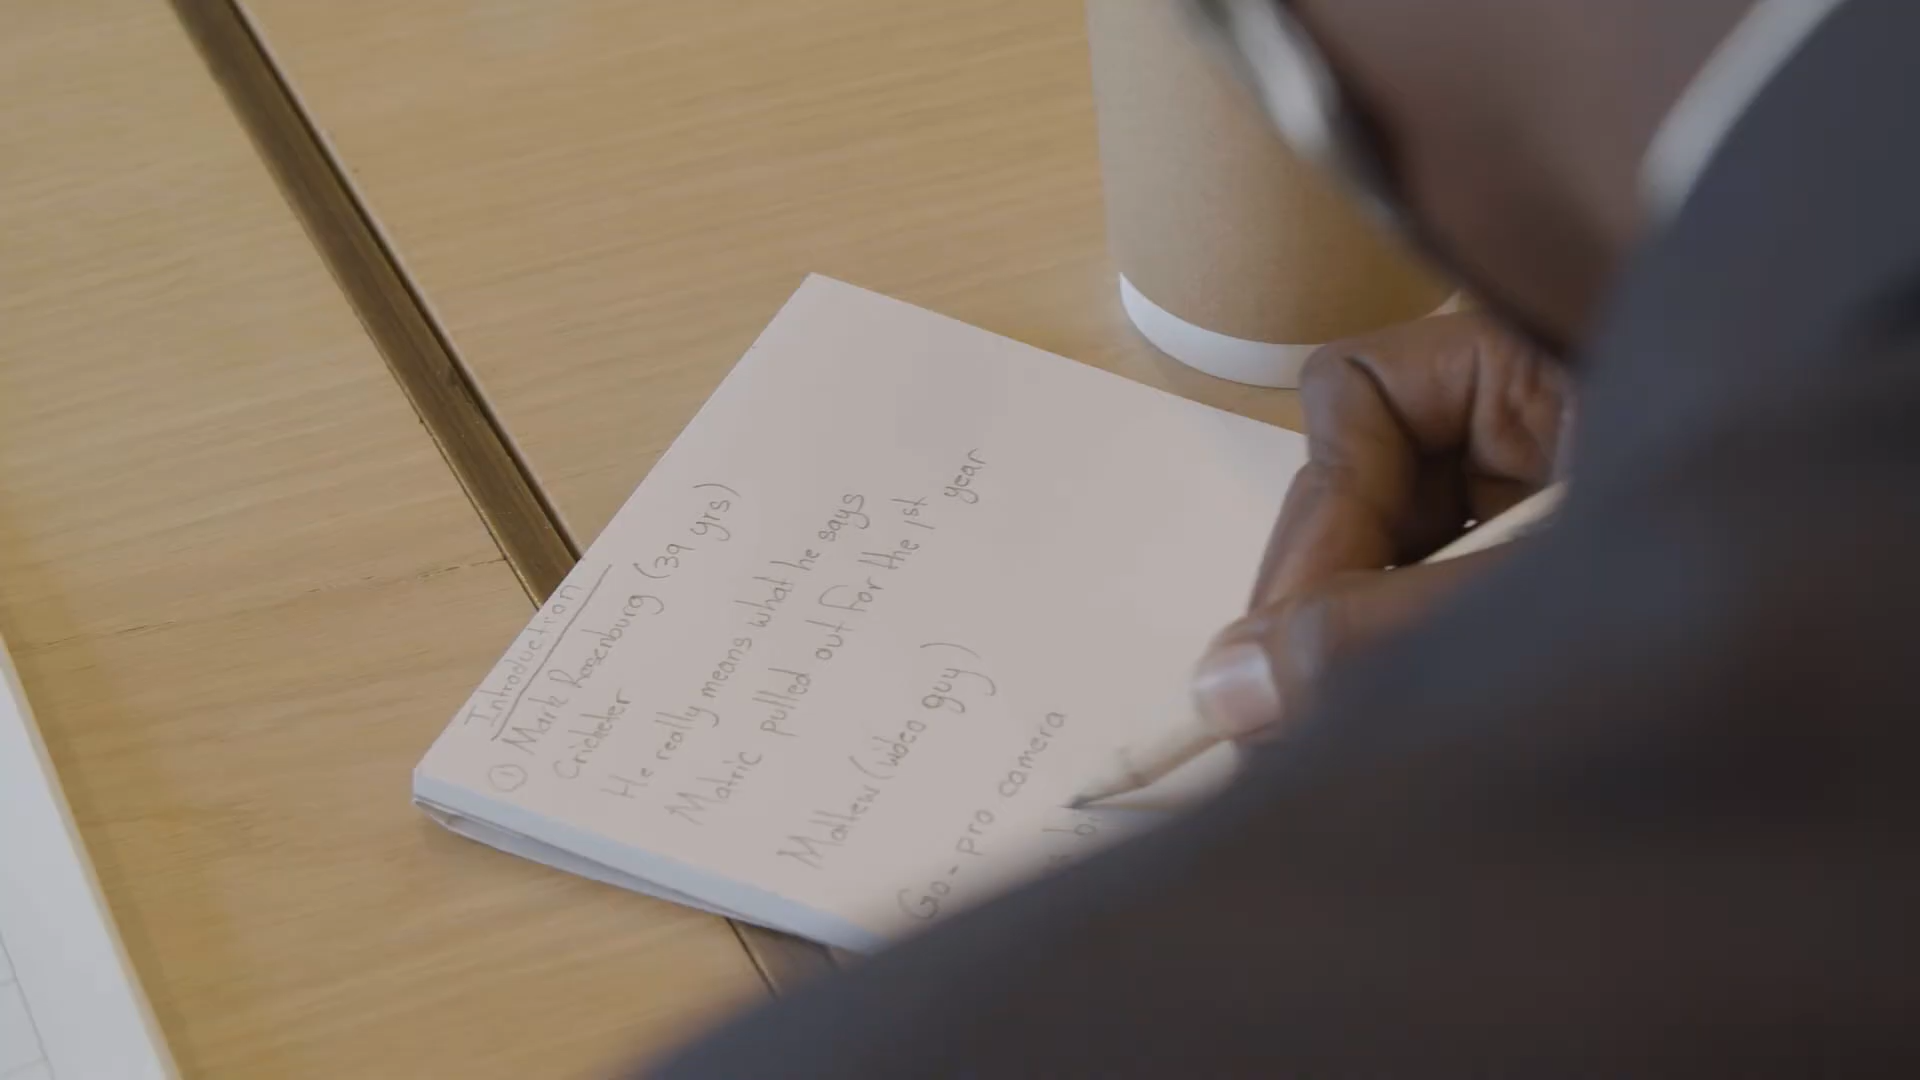 Introduction
① Mark Rosenburg (39 yrs)
Cricketer
He really means what he says
Matric pulled out for the 1st year
Mattew (video guy)
Go-pro camera